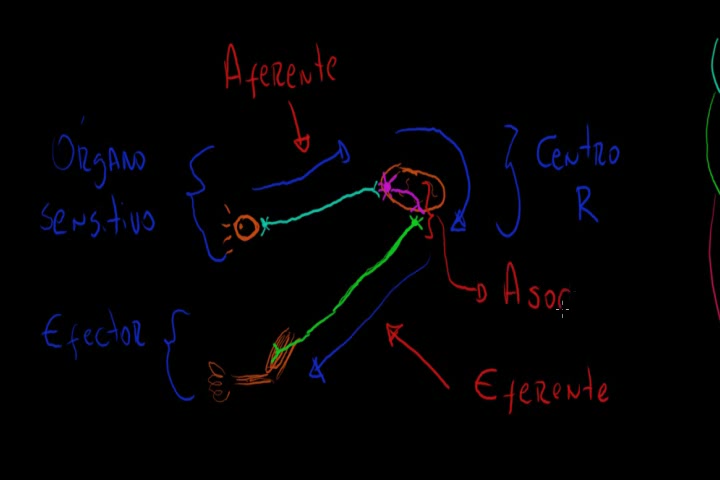 Aferente
Órgano
sensitivo
Centro
R
Asoc
Efector
Eferente